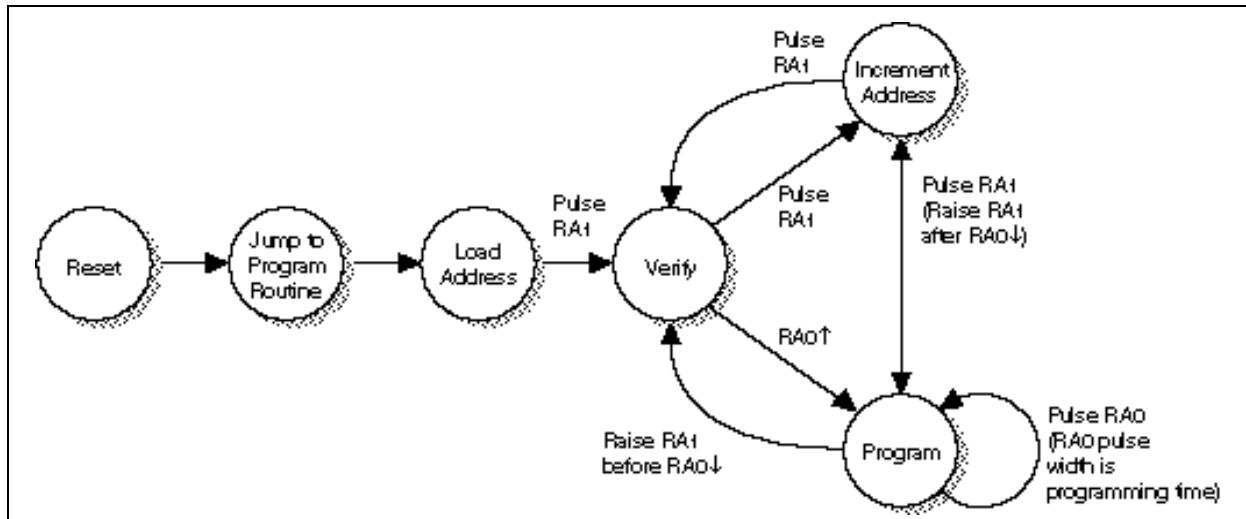 Pulse
RA1
Increment
Address
Pulse
RA1
Pulse RA1
(Raise RA1
after RA0↓)
Pulse
RA1
Reset
Jump to
Program
Routine
Load
Address
Verify
RA0↑
Raise RA1
before RA0↓
Program
Pulse RA0
(RA0 pulse
width is
programming time)